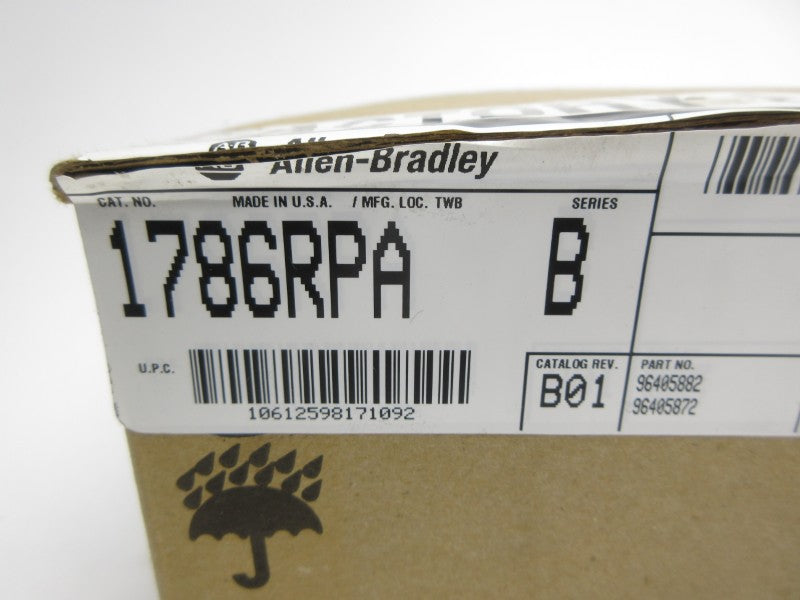 Allen-Bradley
CAT. NO. MADE IN U.S.A. / MFG. LOC. TWB SERIES
1786RPA B
U.P.C.
10612598171092
CATALOG REV. PART NO.
B01 96405882
96405872